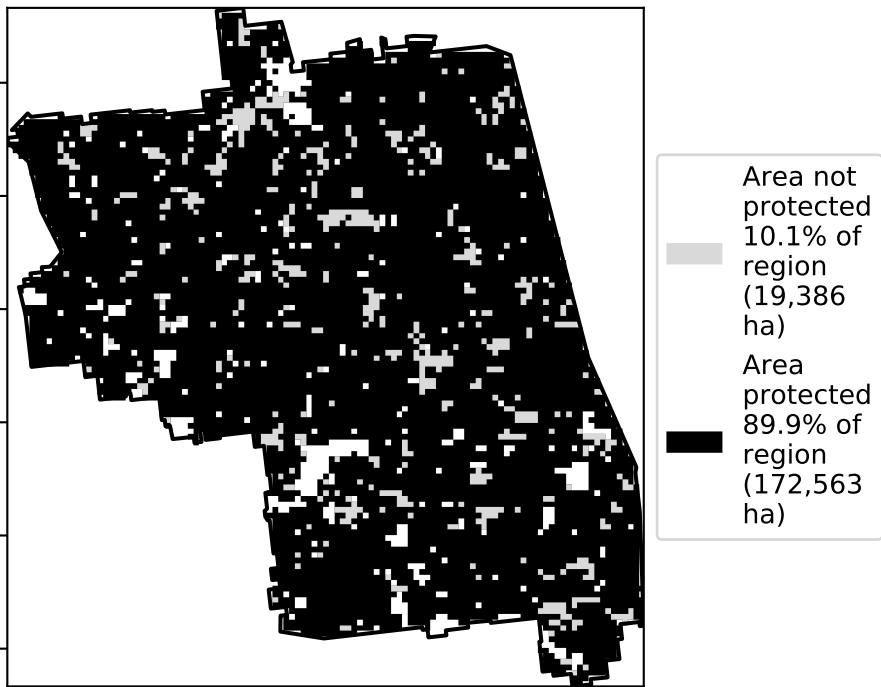 Area not
protected
10.1% of
region
(19,386
ha)
Area
protected
89.9% of
region
(172,563
ha)